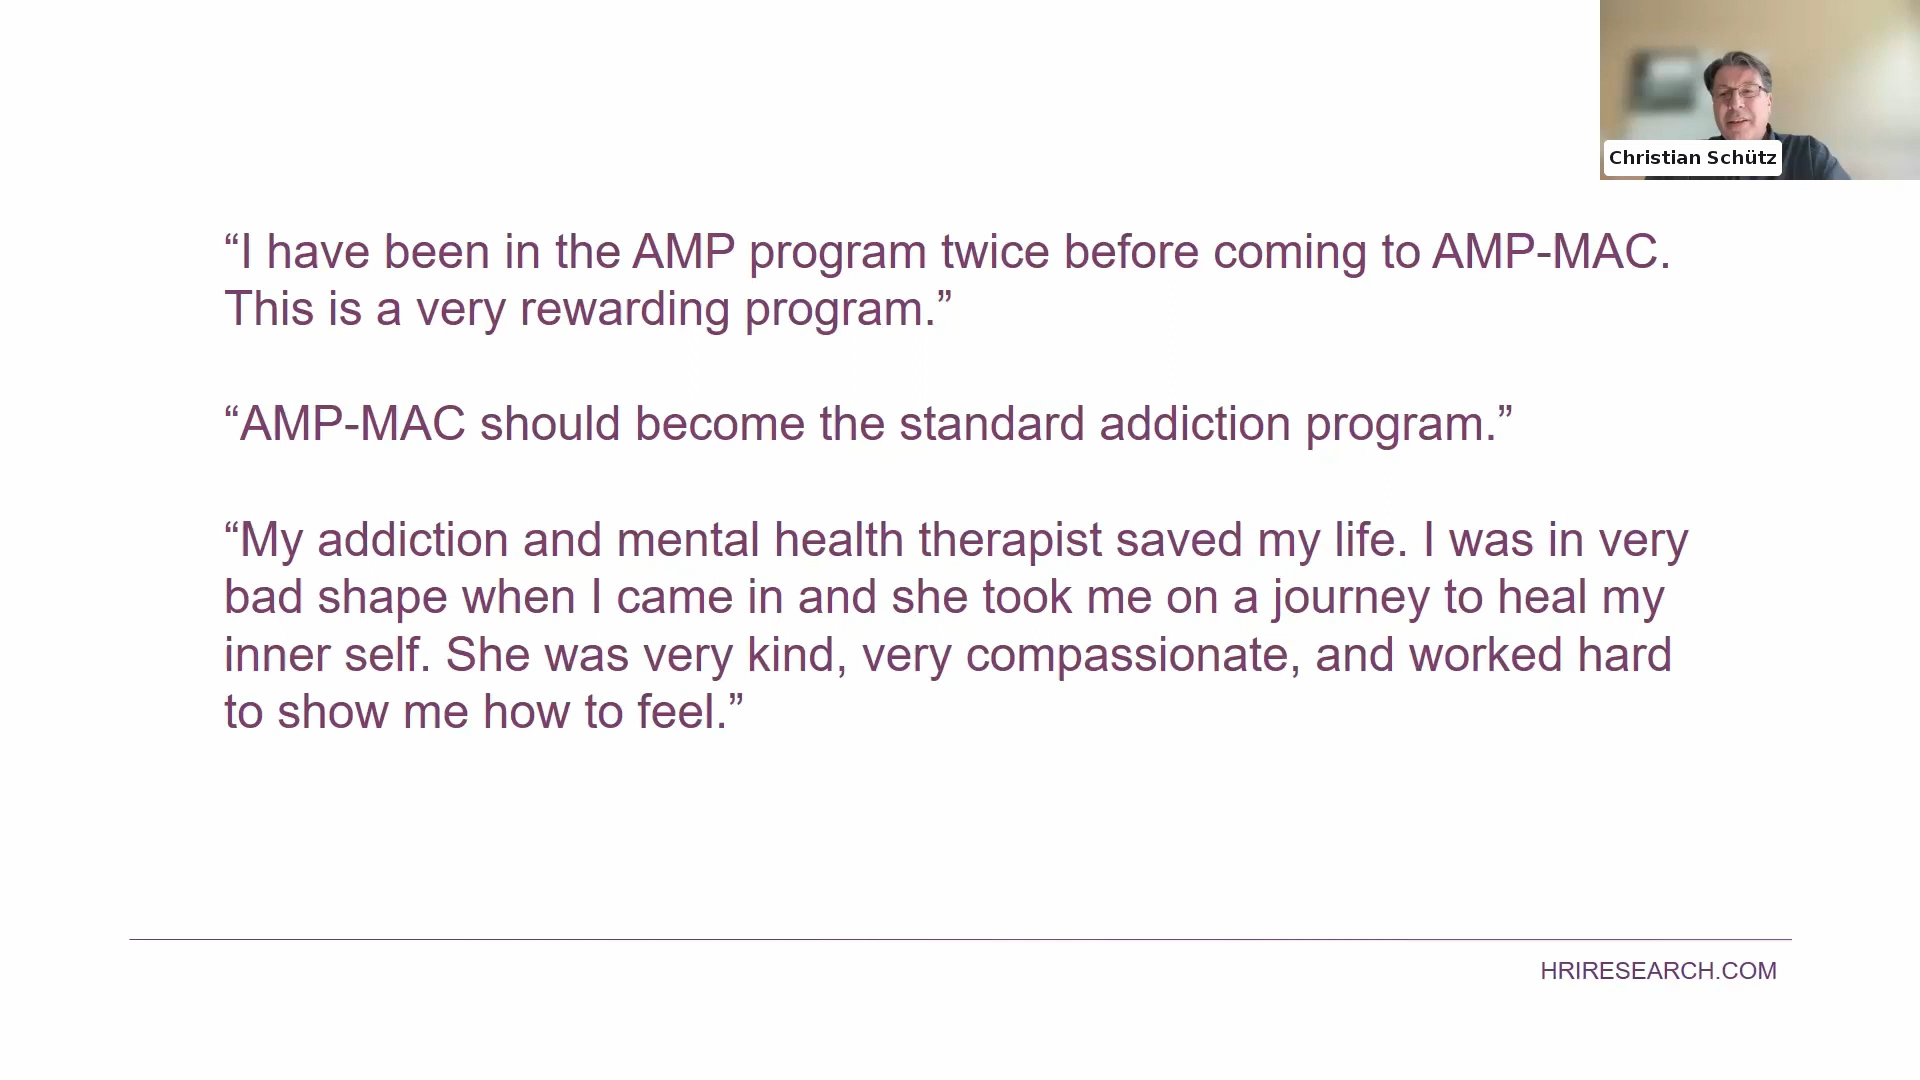 Christian Schütz
“I have been in the AMP program twice before coming to AMP-MAC.
This is a very rewarding program.”
“AMP-MAC should become the standard addiction program.”
“My addiction and mental health therapist saved my life. I was in very
bad shape when I came in and she took me on a journey to heal my
inner self. She was very kind, very compassionate, and worked hard
to show me how to feel.”
HRIRESEARCH.COM